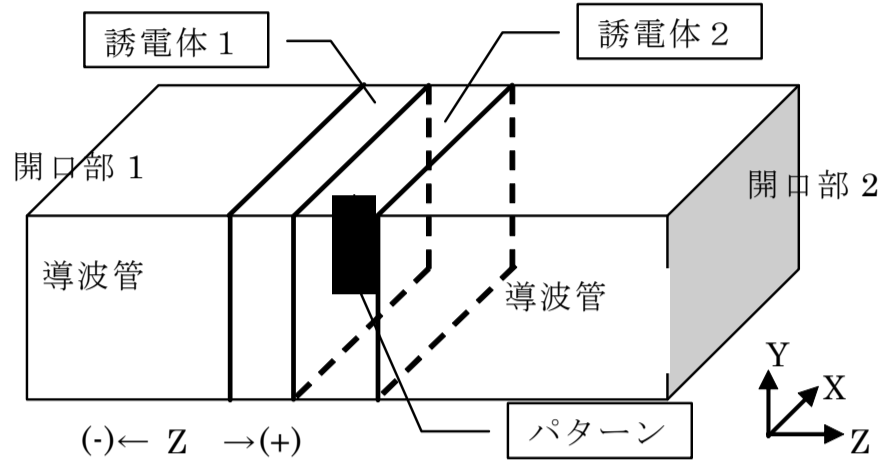 誘電体1
誘電体2
開口部1
開口部2
導波管
導波管
パターン
Y
X
Z
(-)← Z →(+)